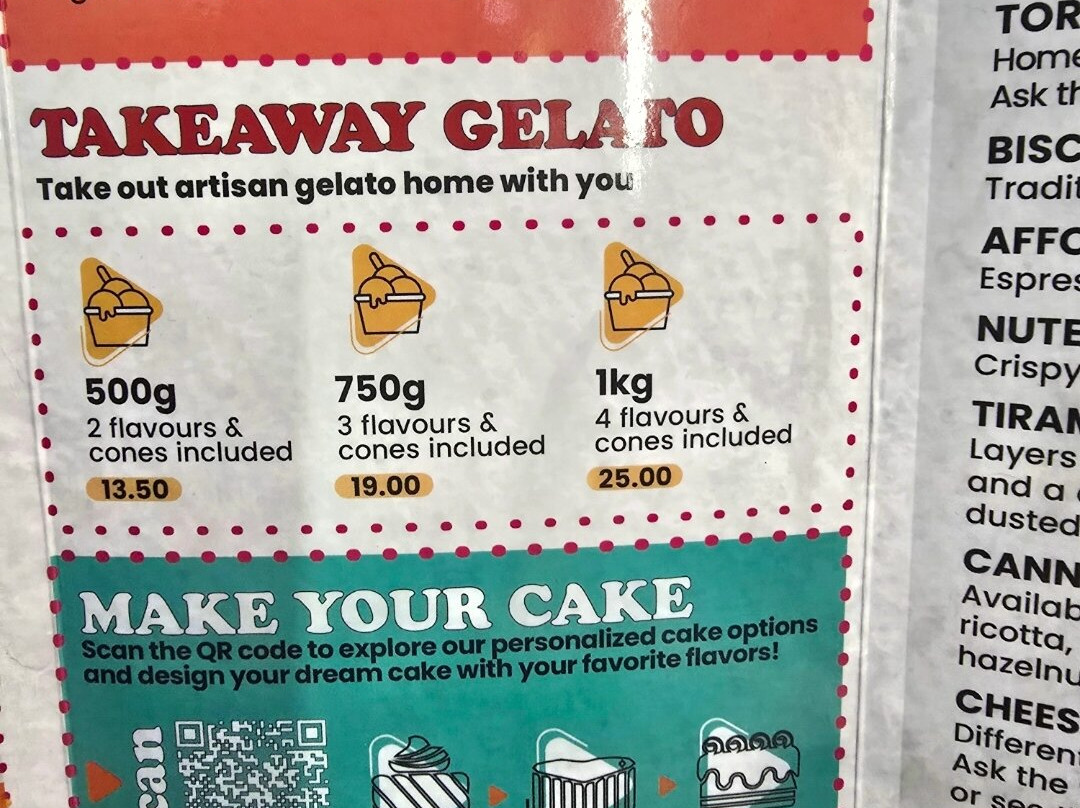 TAKEAWAY GELATO
Take out artisan gelato home with you
500g
2 flavours &
cones included
13.50
750g
3 flavours &
cones included
19.00
1kg
4 flavours &
cones included
25.00
MAKE YOUR CAKE
Scan the QR code to explore our personalized cake options
and design your dream cake with your favorite flavors!
can
TOR
Home
Ask th
BISC
Tradit
AFFO
Espres
NUTE
Crispy
TIRAM
Layers
and a
dusted
CANN
Availab
ricotta,
hazelnu
CHEES
Different
Ask the
or